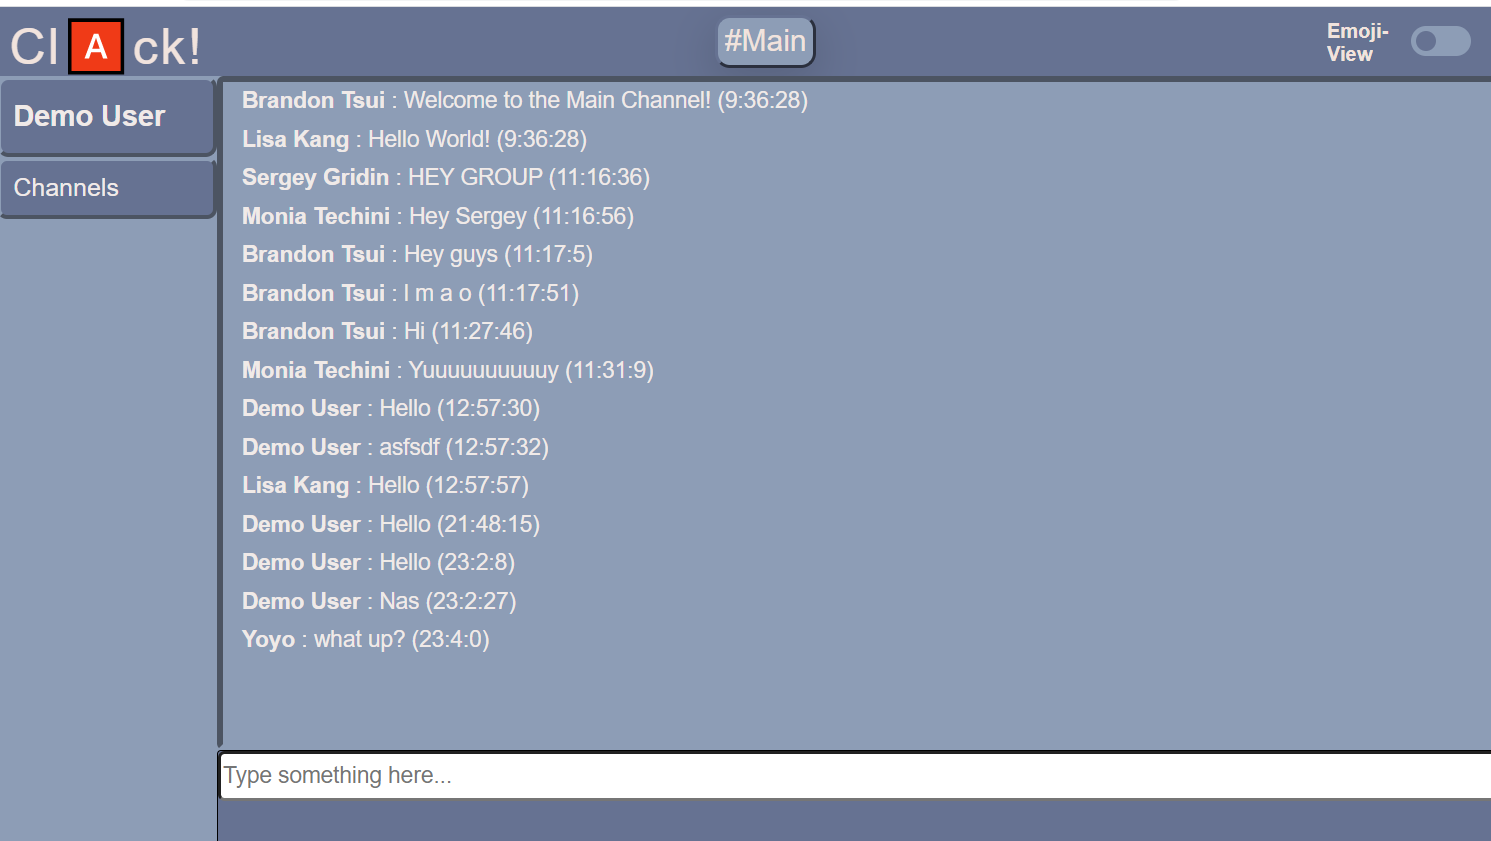 Cl A ck!
#Main
Emoji-
View
Demo User
Channels
Brandon Tsui : Welcome to the Main Channel! (9:36:28)
Lisa Kang : Hello World! (9:36:28)
Sergey Gridin : HEY GROUP (11:16:36)
Monia Techini : Hey Sergey (11:16:56)
Brandon Tsui : Hey guys (11:17:5)
Brandon Tsui : l m a o (11:17:51)
Brandon Tsui : Hi (11:27:46)
Monia Techini : Yuuuuuuuuuuy (11:31:9)
Demo User : Hello (12:57:30)
Demo User : asfsdf (12:57:32)
Lisa Kang : Hello (12:57:57)
Demo User : Hello (21:48:15)
Demo User : Hello (23:2:8)
Demo User : Nas (23:2:27)
Yoyo : what up? (23:4:0)
Type something here...